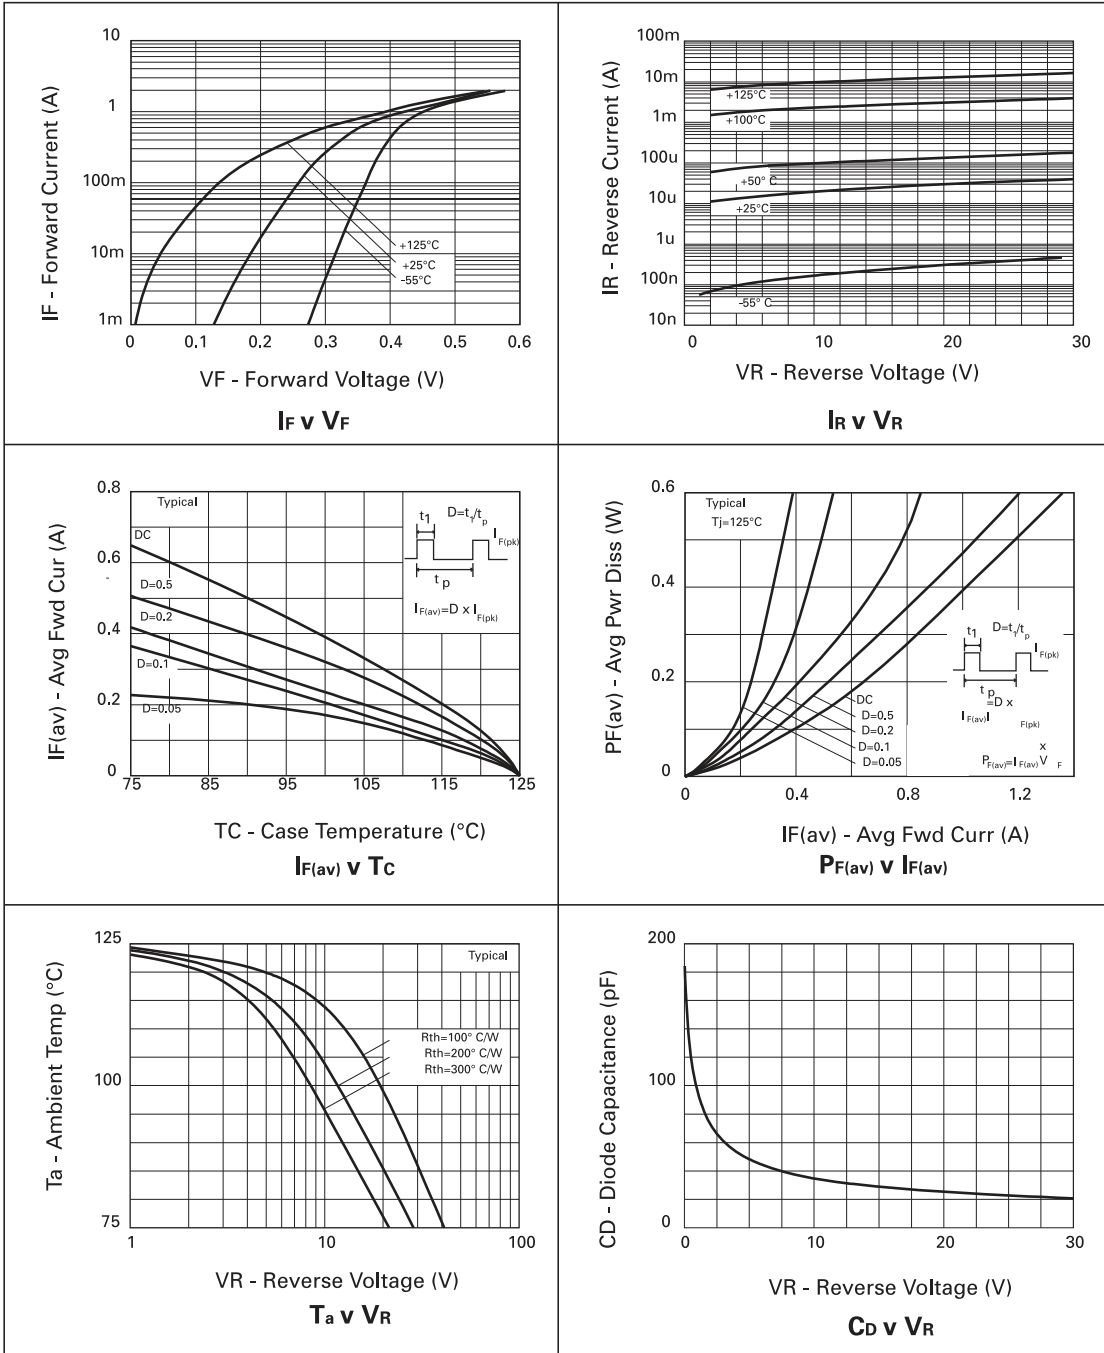 10
1
100m
10m
1m
0 0.1 0.2 0.3 0.4 0.5 0.6
IF - Forward Current (A)
+125°C
+25°C
-55°C
VF - Forward Voltage (V)
IF v VF
100m
10m
1m
100u
10u
1u
100n
10n
0 10 20 30
IR - Reverse Current (A)
+125°C
+100°C
+50° C
+25°C
-55° C
VR - Reverse Voltage (V)
IR v VR
0.8
0.6
0.4
0.2
0
75 85 95 105 115 125
IF(av) - Avg Fwd Cur (A)
Typical
DC
D=0.5
D=0.2
D=0.1
D=0.05
t1 D=t1/tp
IF(pk)
tp
IF(av)=D x IF(pk)
TC - Case Temperature (°C)
IF(av) v TC
0.6
0.4
0.2
0
0 0.4 0.8 1.2
PF(av) - Avg Pwr Diss (W)
Typical
Tj=125°C
DC
D=0.5
D=0.2
D=0.1
D=0.05
t1 D=t1/tp
IF(pk)
tp
=D x
IF(av)I
F(pk)
x
PF(av)=IF(av)V F
IF(av) - Avg Fwd Curr (A)
PF(av) v IF(av)
125
100
75
1 10 100
Ta - Ambient Temp (°C)
Typical
Rth=100° C/W
Rth=200° C/W
Rth=300° C/W
VR - Reverse Voltage (V)
Ta v VR
200
100
0
0 10 20 30
CD - Diode Capacitance (pF)
VR - Reverse Voltage (V)
CD v VR